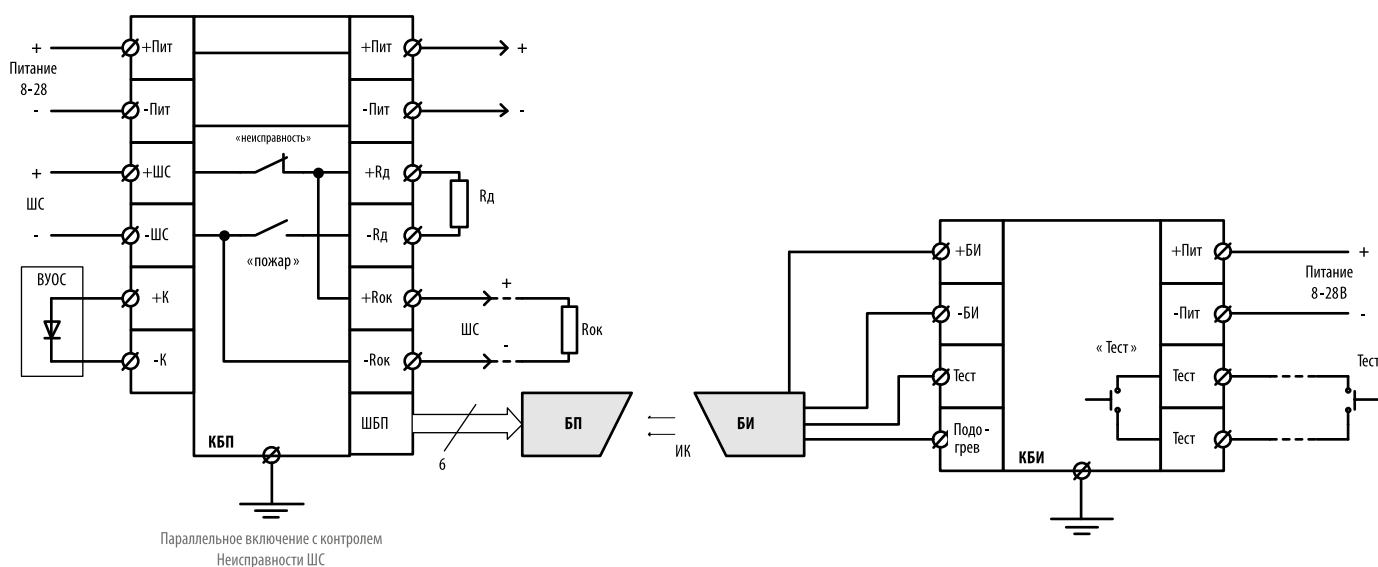 +
Питание
8-28
-
+
ШС
-
ВУОС
+Пит
-Пит
+ШС
-ШС
+К
-К
«неисправность»
«пожар»
КБП
+Пит
-Пит
+Rд
-Rд
+Rок
-Rок
ШБП
+
-
Rд
+
ШС
-
Rок
6
БП
ИК
БИ
+БИ
-БИ
Тест
Подо-
грев
КБИ
«Тест»
+Пит
-Пит
Тест
Тест
+
Питание
8-28В
-
Тест
Параллельное включение с контролем
Неисправности ШС